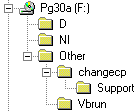 Pg30a (F:)
D
NI
Other
changecp
Support
Vbrun